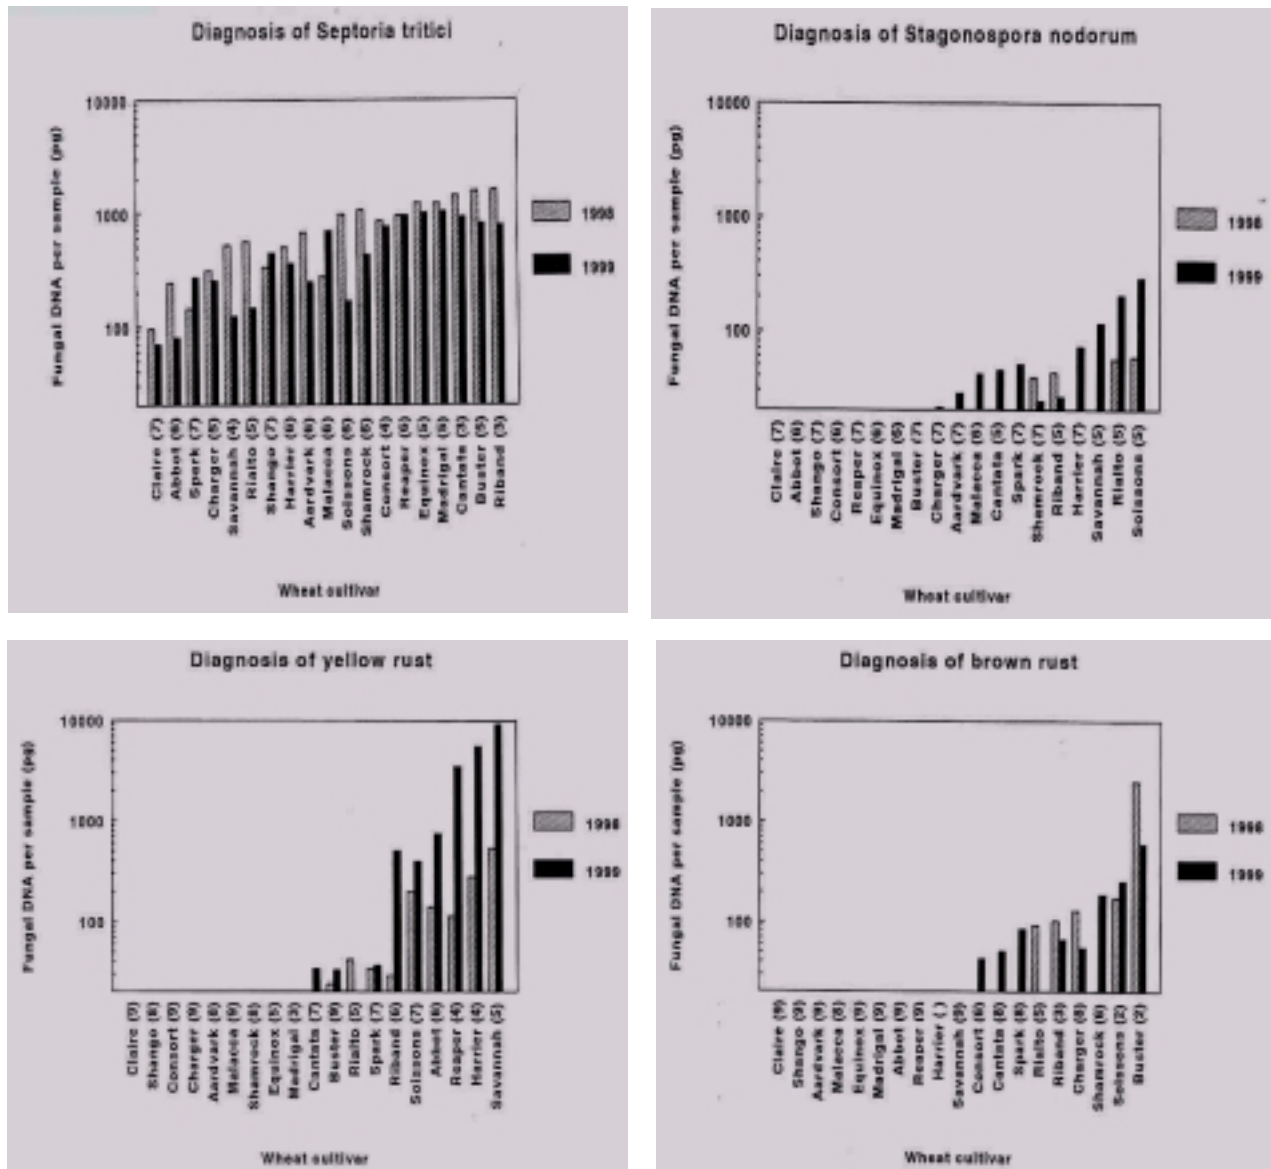 Diagnosis of Septoria tritici
Fungal DNA per sample (pg)
10000
1000
100
1998
1999
Claire (7)
Abbot (6)
Spark (7)
Charger (5)
Savannah (4)
Rialto (5)
Shango (7)
Harrier (6)
Aardvark (6)
Malacca (6)
Soissons (6)
Shamrock (6)
Consort (4)
Reaper (6)
Equinox (5)
Madrigal (5)
Cantata (3)
Buster (5)
Riband (3)
Wheat cultivar
Diagnosis of Stagonospora nodorum
Fungal DNA per sample (pg)
10000
1000
100
1998
1999
Claire (7)
Abbot (6)
Shango (7)
Consort (6)
Reaper (7)
Equinox (6)
Madrigal (6)
Buster (7)
Charger (7)
Aardvark (7)
Malacca (6)
Cantata (5)
Spark (7)
Shamrock (7)
Riband (5)
Harrier (7)
Savannah (5)
Rialto (5)
Soissons (5)
Wheat cultivar
Diagnosis of yellow rust
Fungal DNA per sample (pg)
10000
1000
100
1998
1999
Claire (9)
Shango (8)
Consort (9)
Charger (9)
Aardvark (8)
Malacca (9)
Shamrock (8)
Equinox (5)
Madrigal (3)
Cantata (7)
Buster (9)
Rialto (5)
Spark (7)
Riband (6)
Soissons (7)
Abbot (6)
Reaper (4)
Harrier (4)
Savannah (5)
Wheat cultivar
Diagnosis of brown rust
Fungal DNA per sample (pg)
10000
1000
100
1998
1999
Claire (9)
Shango (9)
Aardvark (9)
Malacca (8)
Equinox (9)
Madrigal (9)
Abbot (9)
Reaper (9)
Harrier ( )
Savannah (9)
Consort (6)
Cantata (8)
Spark (8)
Rialto (5)
Riband (3)
Charger (8)
Shamrock (6)
Soissons (2)
Buster (2)
Wheat cultivar